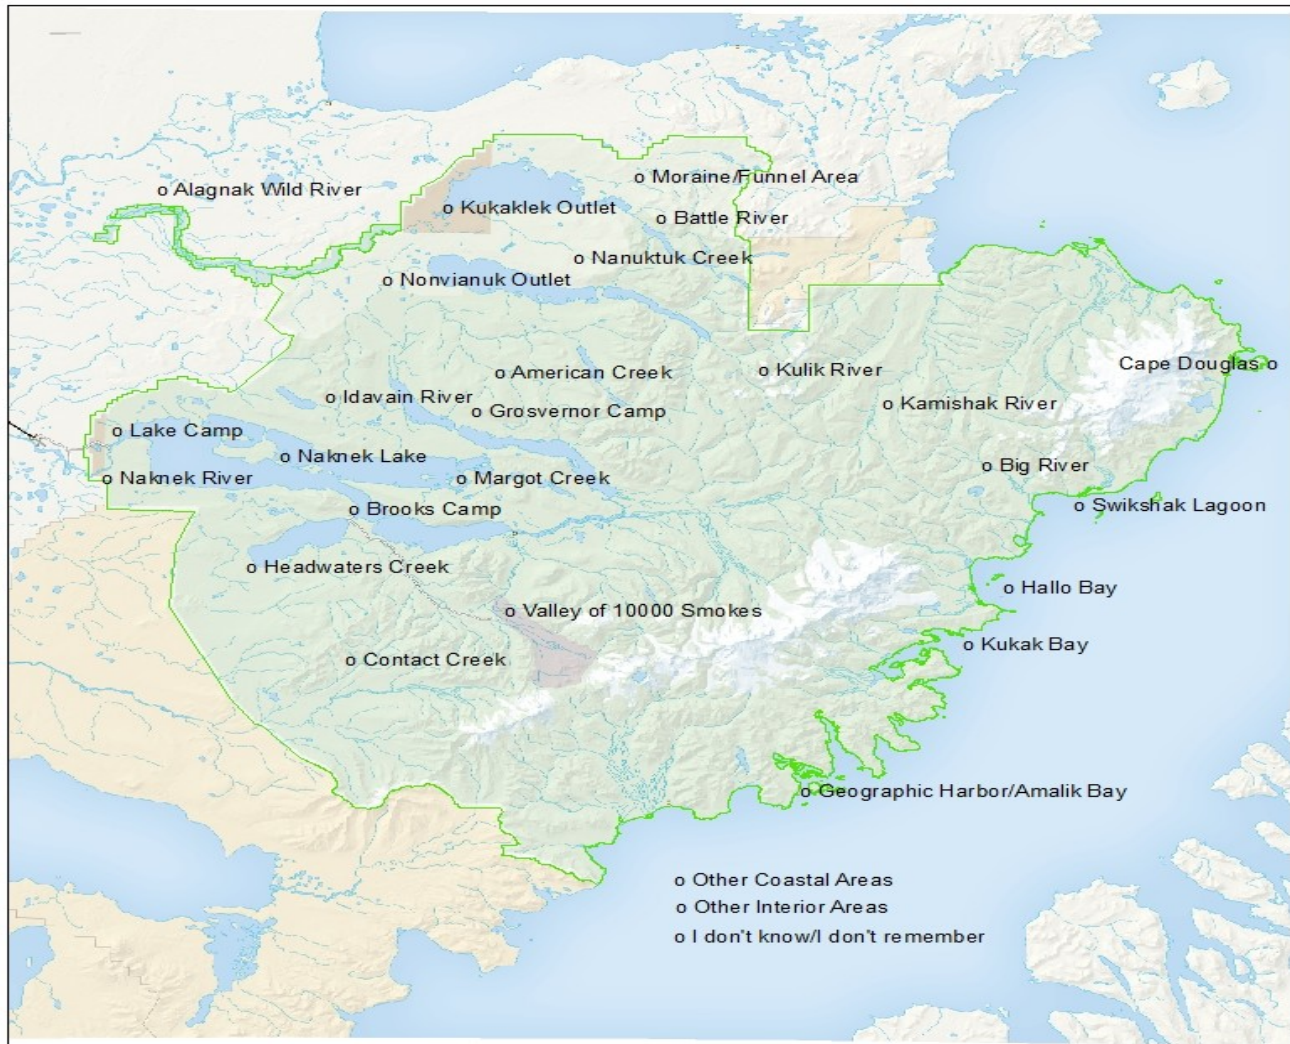 o Moraine/Funnel Area
o Alagnak Wild River
o Kukaklek Outlet
o Battle River
o Nanuktuk Creek
o Nonvianuk Outlet
Cape Douglas o
o Kulik River
o American Creek
o Idavain River
o Kamishak River
o Grosvernor Camp
o Lake Camp
o Naknek Lake
o Big River
o Naknek River
o Margot Creek
o Swikshak Lagoon
o Brooks Camp
o Headwaters Creek
o Hallo Bay
o Valley of 10000 Smokes
o Kukak Bay
o Contact Creek
o Geographic Harbor/Amalik Bay
o Other Coastal Areas
o Other Interior Areas
o I don't know/I don't remember